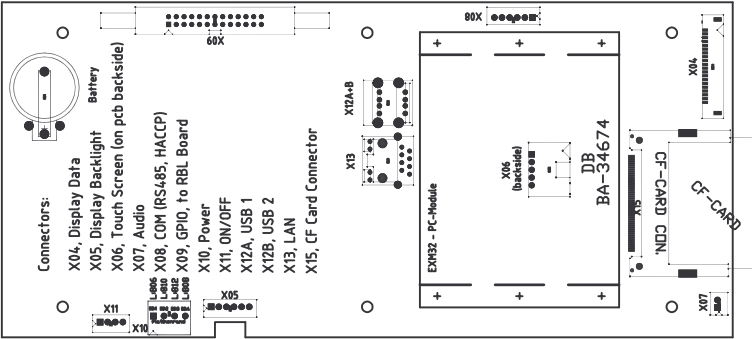 X09
X08
X04
Battery
X12A+B
X13
X06
(backside)
DB
BA-34674
EXM32 - PC-Module
CF-CARD CON.
CF-CARD
X15
X07
Connectors:
X04, Display Data
X05, Display Backlight
X06, Touch Screen (on pcb backside)
X07, Audio
X08, COM (RS485, HACCP)
X09, GPIO, to RBL Board
X10, Power
X11, ON/OFF
X12A, USB 1
X12B, USB 2
X13, LAN
X15, CF Card Connector
X11
X10
X05